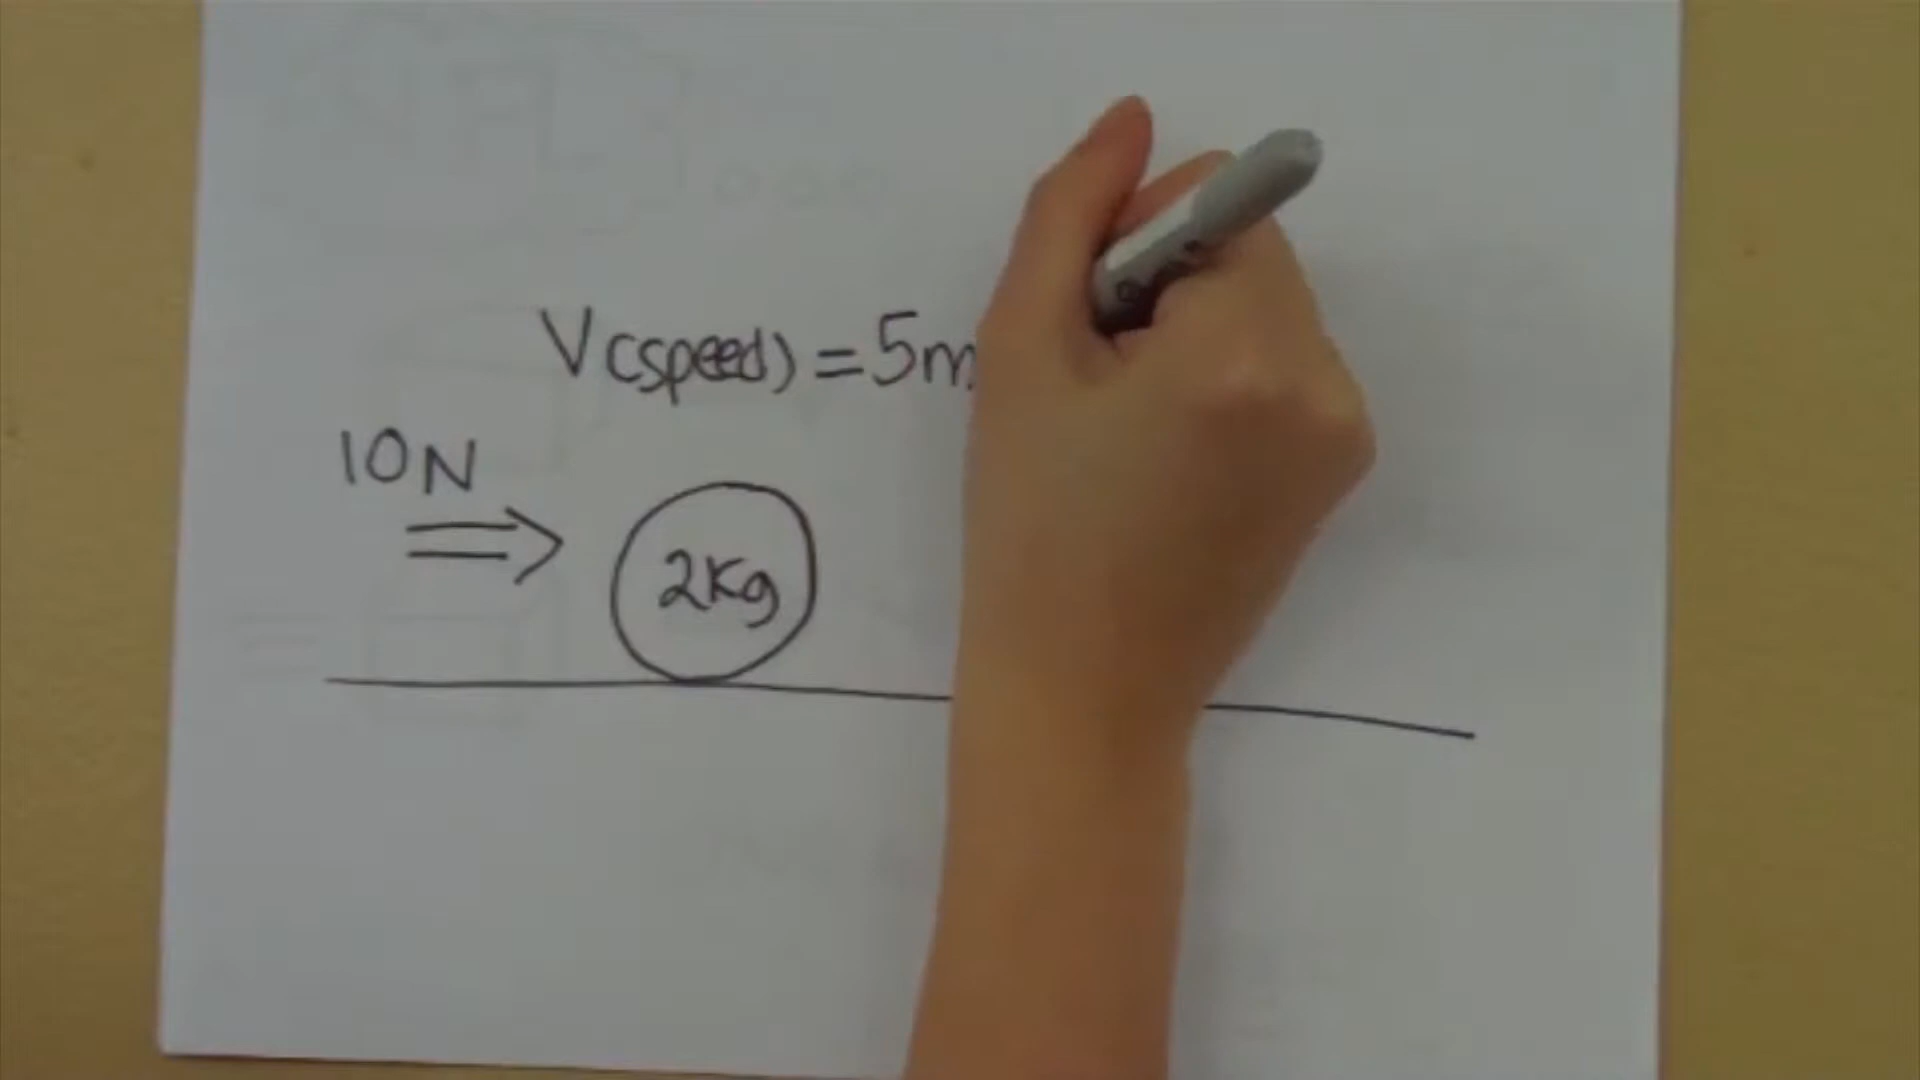 V(speed) = 5m
10N
2Kg